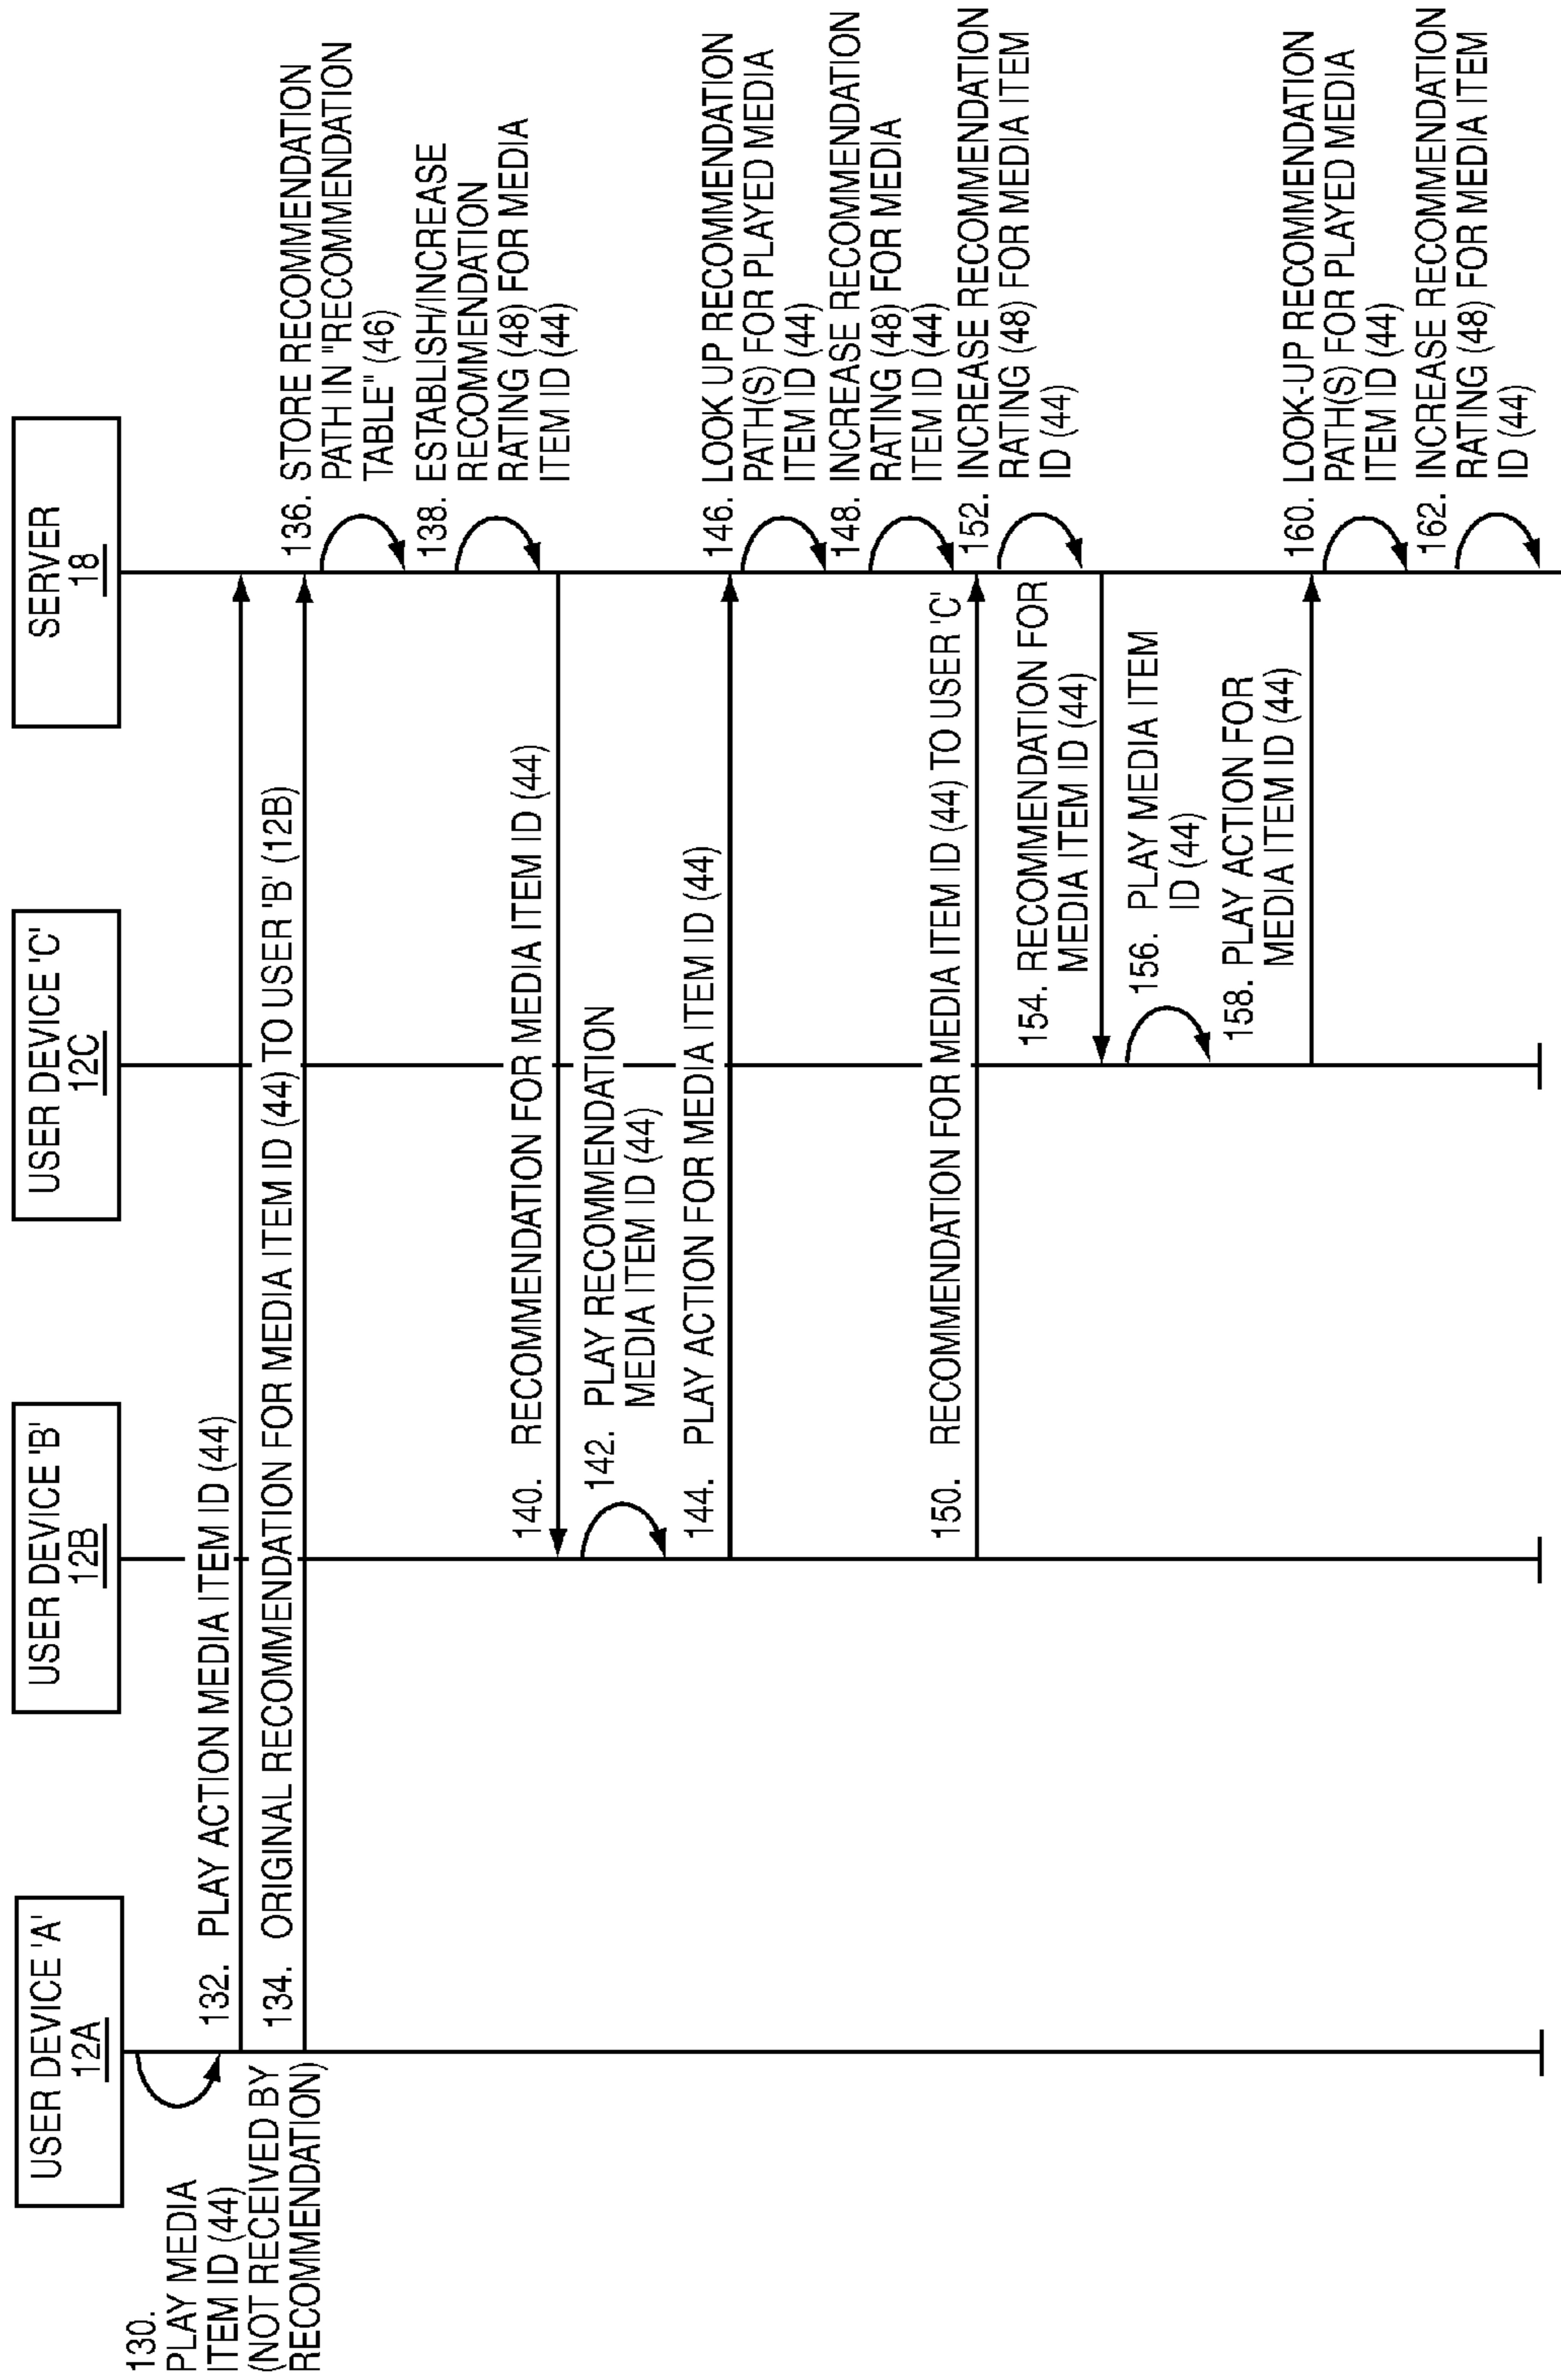 USER DEVICE 'A'
12A
USER DEVICE 'B'
12B
USER DEVICE 'C'
12C
SERVER
18
130.
PLAY MEDIA
ITEM ID (44)
(NOT RECEIVED BY
RECOMMENDATION)
132. PLAY ACTION MEDIA ITEM ID (44)
134. ORIGINAL RECOMMENDATION FOR MEDIA ITEM ID (44) TO USER 'B' (12B)
136. STORE RECOMMENDATION
PATH IN "RECOMMENDATION
TABLE" (46)
138. ESTABLISH/INCREASE
RECOMMENDATION
RATING (48) FOR MEDIA
ITEM ID (44)
140. RECOMMENDATION FOR MEDIA ITEM ID (44)
142. PLAY RECOMMENDATION
MEDIA ITEM ID (44)
144. PLAY ACTION FOR MEDIA ITEM ID (44)
146. LOOK UP RECOMMENDATION
PATH(S) FOR PLAYED MEDIA
ITEM ID (44)
148. INCREASE RECOMMENDATION
RATING (48) FOR MEDIA
ITEM ID (44)
150. RECOMMENDATION FOR MEDIA ITEM ID (44) TO USER 'C'
152. INCREASE RECOMMENDATION
RATING (48) FOR MEDIA ITEM
ID (44)
154. RECOMMENDATION FOR
MEDIA ITEM ID (44)
156. PLAY MEDIA ITEM
ID (44)
158. PLAY ACTION FOR
MEDIA ITEM ID (44)
160. LOOK-UP RECOMMENDATION
PATH(S) FOR PLAYED MEDIA
ITEM ID (44)
162. INCREASE RECOMMENDATION
RATING (48) FOR MEDIA ITEM
ID (44)